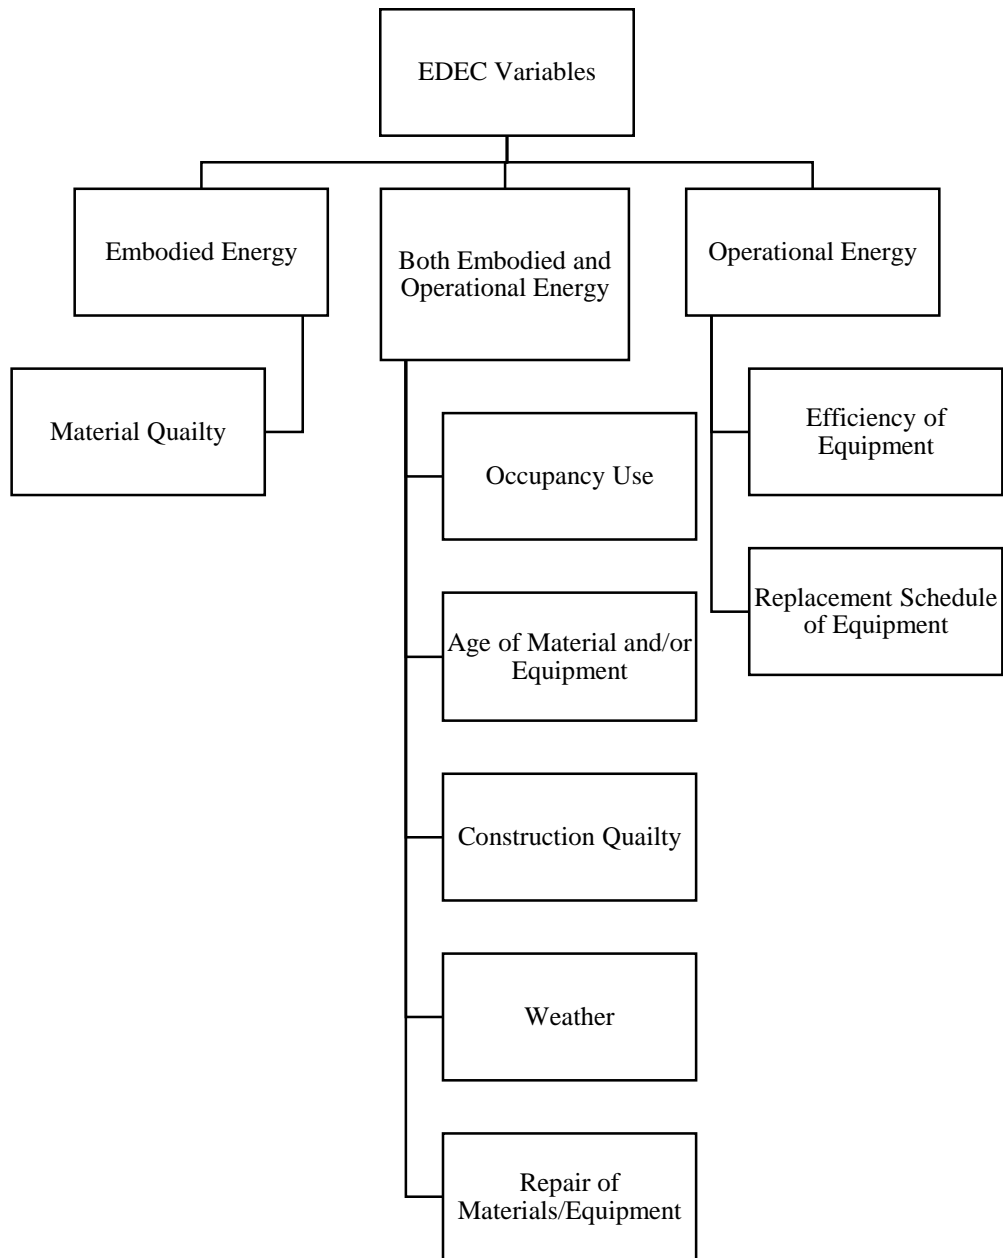 EDEC Variables
Embodied Energy
Both Embodied and
Operational Energy
Operational Energy
Material Quailty
Efficiency of
Equipment
Occupancy Use
Replacement Schedule
of Equipment
Age of Material and/or
Equipment
Construction Quailty
Weather
Repair of
Materials/Equipment